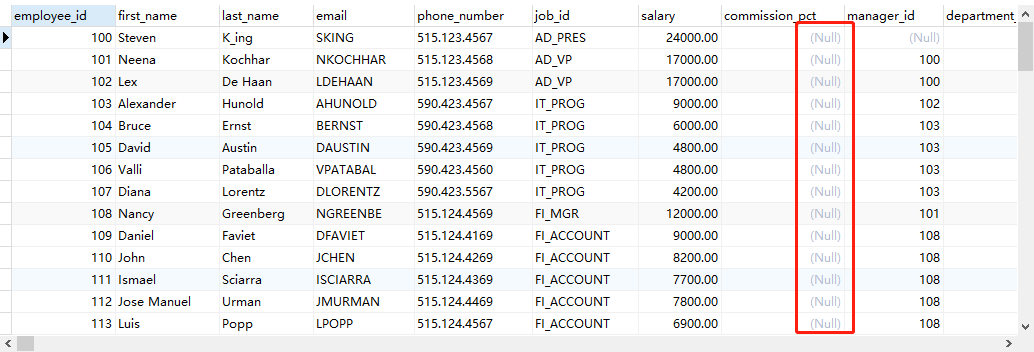 employee_id first_name last_name email phone_number job_id salary commission_pct manager_id department_
100 Steven K_ing SKING 515.123.4567 AD_PRES 24000.00 (Null) (Null)
101 Neena Kochhar NKOCHHAR 515.123.4568 AD_VP 17000.00 (Null) 100
102 Lex De Haan LDEHAAN 515.123.4569 AD_VP 17000.00 (Null) 100
103 Alexander Hunold AHUNOLD 590.423.4567 IT_PROG 9000.00 (Null) 102
104 Bruce Ernst BERNST 590.423.4568 IT_PROG 6000.00 (Null) 103
105 David Austin DAUSTIN 590.423.4569 IT_PROG 4800.00 (Null) 103
106 Valli Pataballa VPATABAL 590.423.4560 IT_PROG 4800.00 (Null) 103
107 Diana Lorentz DLORENTZ 590.423.5567 IT_PROG 4200.00 (Null) 103
108 Nancy Greenberg NGREENBE 515.124.4569 FI_MGR 12000.00 (Null) 101
109 Daniel Faviet DFAVIET 515.124.4169 FI_ACCOUNT 9000.00 (Null) 108
110 John Chen JCHEN 515.124.4269 FI_ACCOUNT 8200.00 (Null) 108
111 Ismael Sciarra ISCIARRA 515.124.4369 FI_ACCOUNT 7700.00 (Null) 108
112 Jose Manuel Urman JMURMAN 515.124.4469 FI_ACCOUNT 7800.00 (Null) 108
113 Luis Popp LPOPP 515.124.4567 FI_ACCOUNT 6900.00 (Null) 108